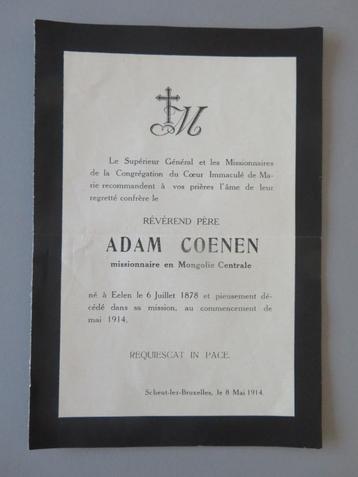 M
Le Supérieur Général et les Missionnaires
de la Congrégation du Cœur Immaculé de Ma-
rie recommandent à vos prières l'âme de leur
regretté confrère le
RÉVÉREND PÈRE
ADAM COENEN
missionnaire en Mongolie Centrale
né à Eelen le 6 Juillet 1878 et pieusement dé-
cédé dans sa mission, au commencement de
mai 1914.
REQUIESCAT IN PACE.
Scheut-lez-Bruxelles, le 8 Mai 1914.